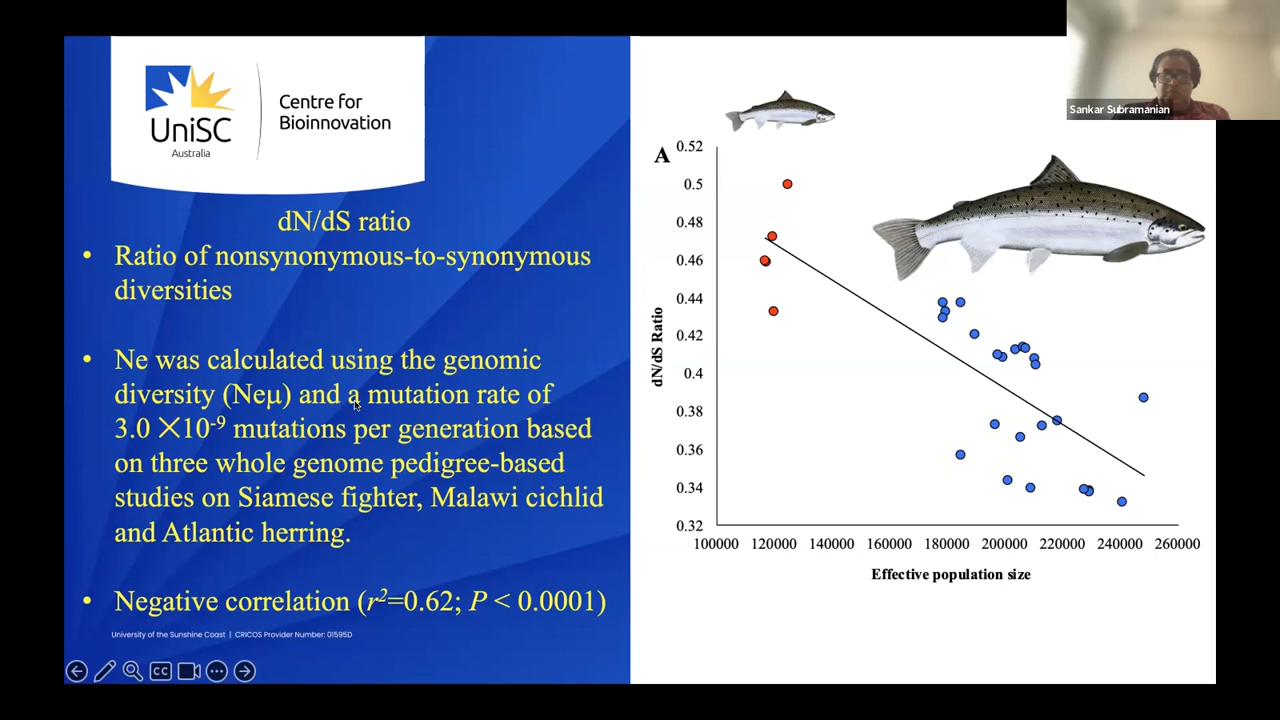 Sankar Subramanian
UniSC
Australia
Centre for
Bioinnovation
dN/dS ratio
• Ratio of nonsynonymous-to-synonymous
diversities
• Ne was calculated using the genomic
diversity (Neμ) and a mutation rate of
3.0 ×10⁻⁹ mutations per generation based
on three whole genome pedigree-based
studies on Siamese fighter, Malawi cichlid
and Atlantic herring.
• Negative correlation (r²=0.62; P < 0.0001)
University of the Sunshine Coast | CRICOS Provider Number: 01595D
CC
A
dN/dS Ratio
0.52
0.5
0.48
0.46
0.44
0.42
0.4
0.38
0.36
0.34
0.32
100000 120000 140000 160000 180000 200000 220000 240000 260000
Effective population size